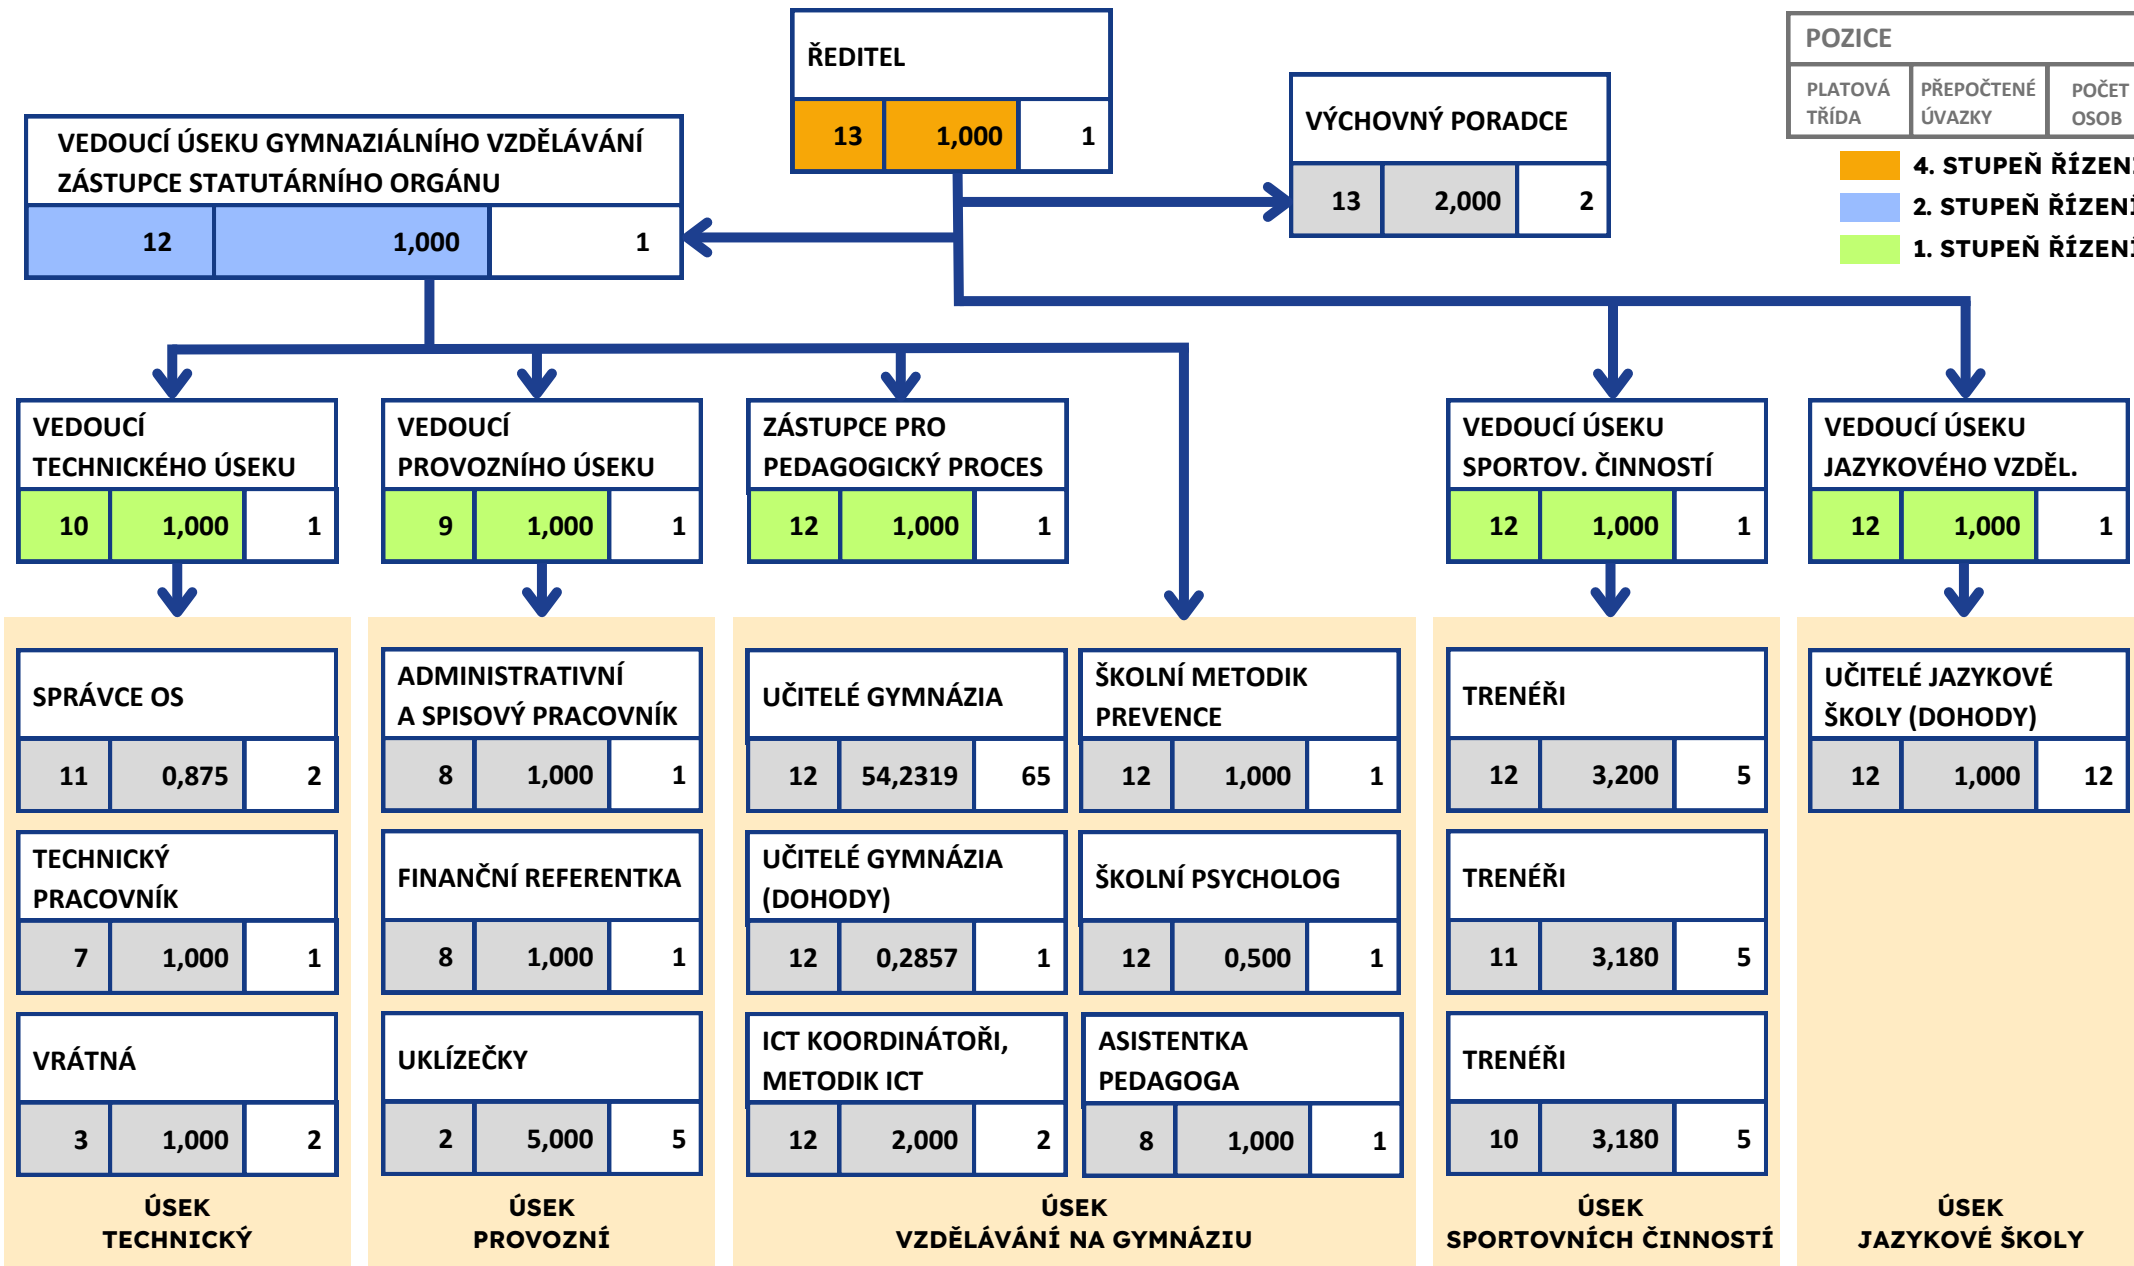 ŘEDITEL
13 1,000 1
POZICE
PLATOVÁ TŘÍDA
PŘEPOČTENÉ ÚVAZKY
POČET OSOB
4. STUPEŇ ŘÍZENÍ
2. STUPEŇ ŘÍZENÍ
1. STUPEŇ ŘÍZENÍ
VÝCHOVNÝ PORADCE
13 2,000 2
VEDOUCÍ ÚSEKU GYMNAZIÁLNÍHO VZDĚLÁVÁNÍ
ZÁSTUPCE STATUTÁRNÍHO ORGÁNU
12 1,000 1
VEDOUCÍ
TECHNICKÉHO ÚSEKU
10 1,000 1
VEDOUCÍ
PROVOZNÍHO ÚSEKU
9 1,000 1
ZÁSTUPCE PRO
PEDAGOGICKÝ PROCES
12 1,000 1
VEDOUCÍ ÚSEKU
SPORTOV. ČINNOSTÍ
12 1,000 1
VEDOUCÍ ÚSEKU
JAZYKOVÉHO VZDĚL.
12 1,000 1
SPRÁVCE OS
11 0,875 2
TECHNICKÝ
PRACOVNÍK
7 1,000 1
VRÁTNÁ
3 1,000 2
ÚSEK
TECHNICKÝ
ADMINISTRATIVNÍ
A SPISOVÝ PRACOVNÍK
8 1,000 1
FINANČNÍ REFERENTKA
8 1,000 1
UKLÍZEČKY
2 5,000 5
ÚSEK
PROVOZNÍ
UČITELÉ GYMNÁZIA
12 54,2319 65
UČITELÉ GYMNÁZIA
(DOHODY)
12 0,2857 1
ICT KOORDINÁTOŘI,
METODIK ICT
12 2,000 2
ŠKOLNÍ METODIK
PREVENCE
12 1,000 1
ŠKOLNÍ PSYCHOLOG
12 0,500 1
ASISTENTKA
PEDAGOGA
8 1,000 1
ÚSEK
VZDĚLÁVÁNÍ NA GYMNÁZIU
TRENÉŘI
12 3,200 5
TRENÉŘI
11 3,180 5
TRENÉŘI
10 3,180 5
ÚSEK
SPORTOVNÍCH ČINNOSTÍ
UČITELÉ JAZYKOVÉ
ŠKOLY (DOHODY)
12 1,000 12
ÚSEK
JAZYKOVÉ ŠKOLY